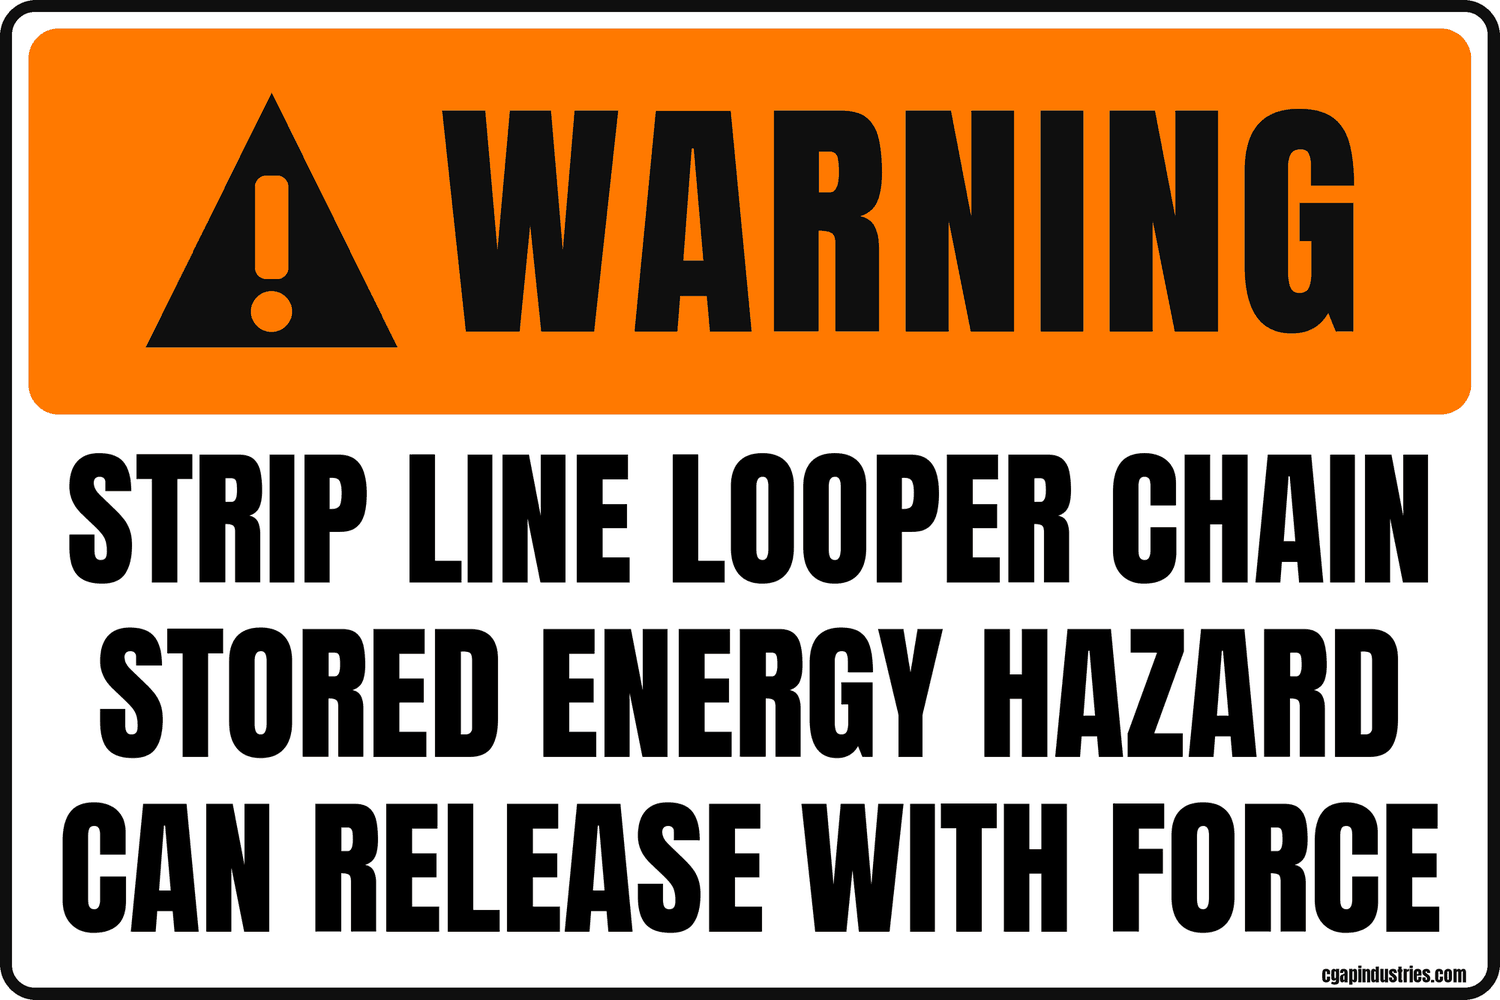 WARNING
STRIP LINE LOOPER CHAIN
STORED ENERGY HAZARD
CAN RELEASE WITH FORCE
cgapindustries.com